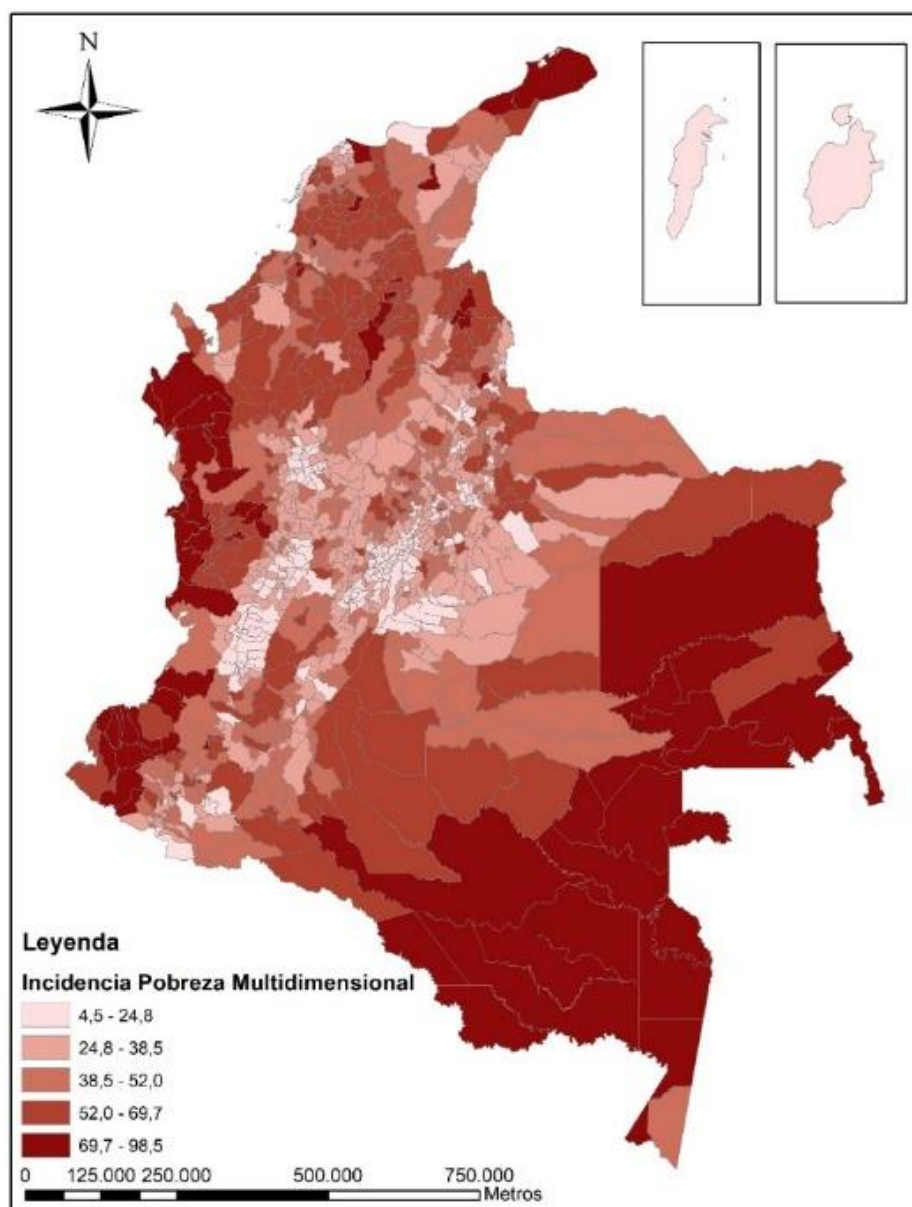 N
Leyenda
Incidencia Pobreza Multidimensional
4,5 - 24,8
24,8 - 38,5
38,5 - 52,0
52,0 - 69,7
69,7 - 98,5
0 125.000 250.000 500.000 750.000
Metros